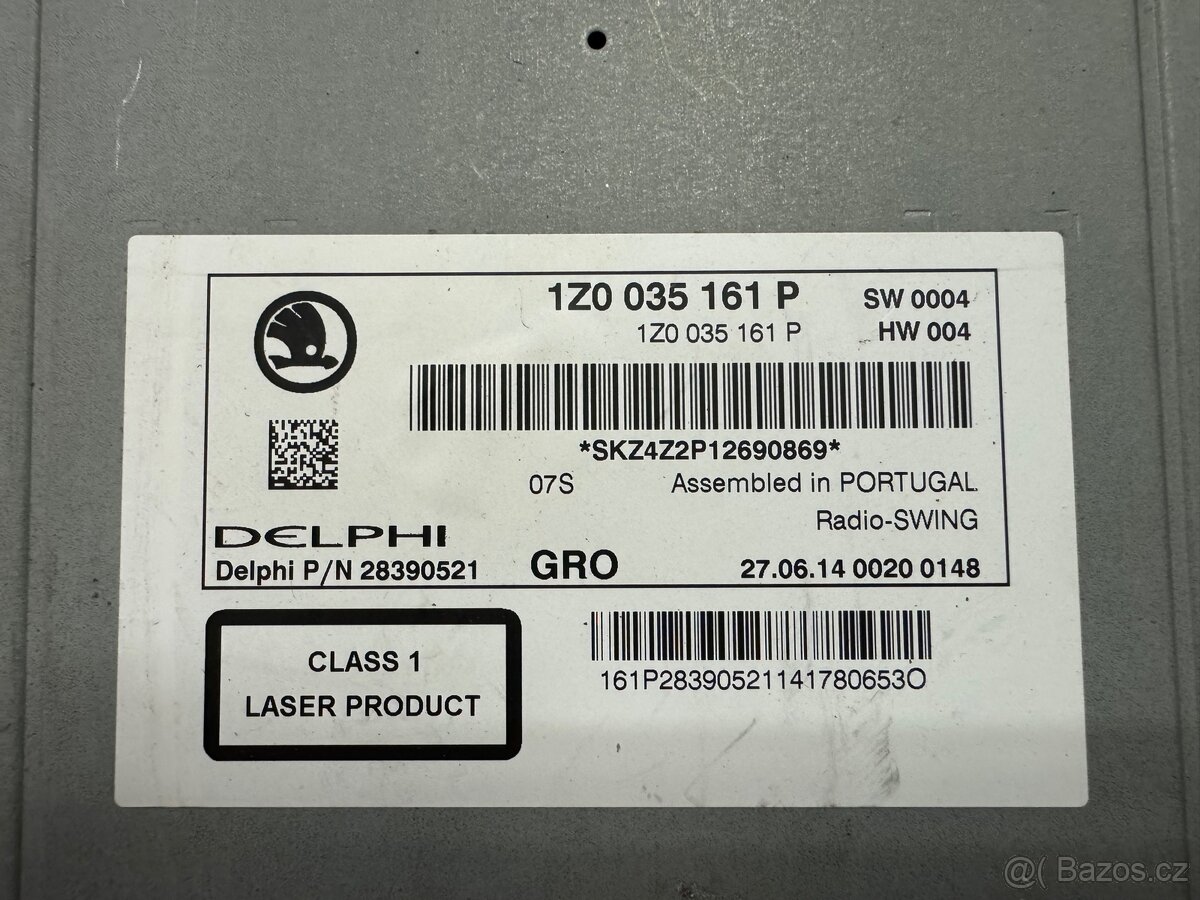 1Z0 035 161 P SW 0004
1Z0 035 161 P HW 004
*SKZ4Z2P12690869*
07S Assembled in PORTUGAL
Radio-SWING
DELPHI
Delphi P/N 28390521 GRO 27.06.14 0020 0148
CLASS 1
LASER PRODUCT
161P28390521141780653O
@( Bazos.cz